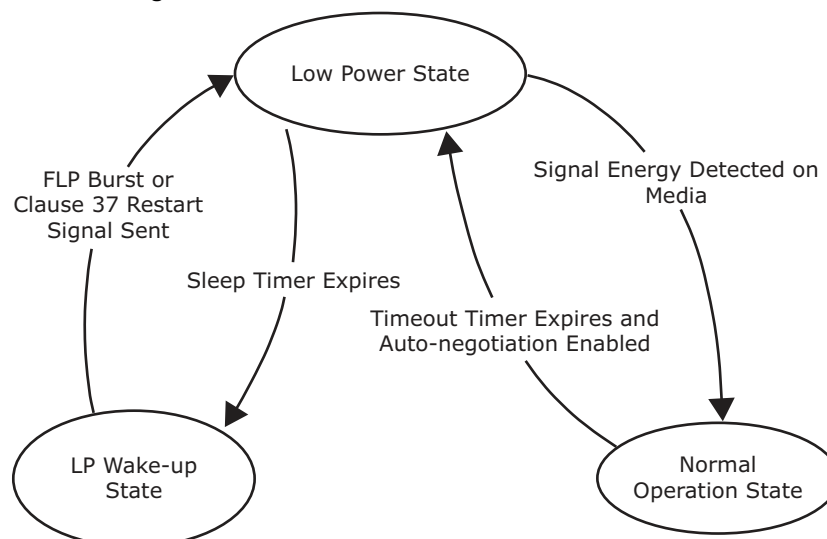 Low Power State
FLP Burst or
Clause 37 Restart
Signal Sent
Signal Energy Detected on
Media
Sleep Timer Expires
Timeout Timer Expires and
Auto-negotiation Enabled
LP Wake-up
State
Normal
Operation State